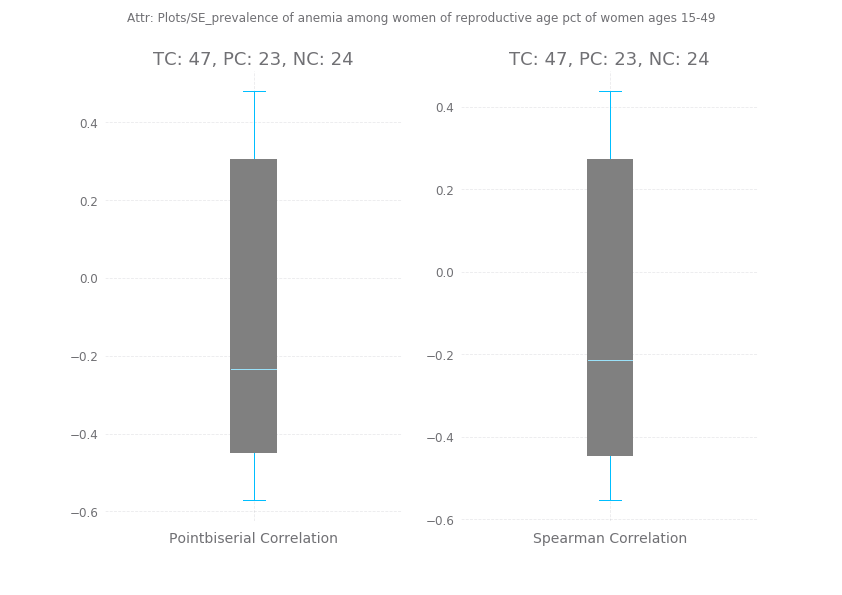 Attr: Plots/SE_prevalence of anemia among women of reproductive age pct of women ages 15-49
TC: 47, PC: 23, NC: 24
0.4
0.2
0.0
−0.2
−0.4
−0.6
Pointbiserial Correlation
TC: 47, PC: 23, NC: 24
0.4
0.2
0.0
−0.2
−0.4
−0.6
Spearman Correlation